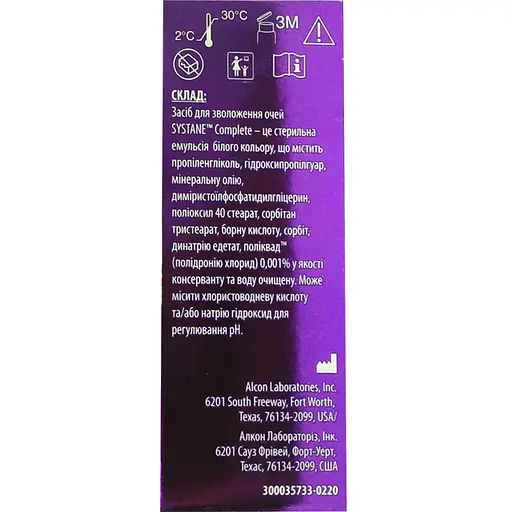 30°C
3M
2°C
СКЛАД:
Засіб для зволоження очей
SYSTANE™ Complete – це стерильна
емульсія білого кольору, що містить
пропіленгліколь, гідроксипропілгуар,
мінеральну олію,
диміристоїлфосфатидилгліцерин,
поліоксил 40 стеарат, сорбітан
тристеарат, борну кислоту, сорбіт,
динатрію едетат, поліквад™
(полідронію хлорид) 0,001% у якості
консерванту та воду очищену. Може
місити хлористоводневу кислоту
та/або натрію гідроксид для
регулювання pH.
Alcon Laboratories, Inc.
6201 South Freeway, Fort Worth,
Texas, 76134-2099, USA/
Алкон Лабораторіз, Інк.
6201 Сауз Фрівей, Форт-Уерт,
Техас, 76134-2099, США
300035733-0220